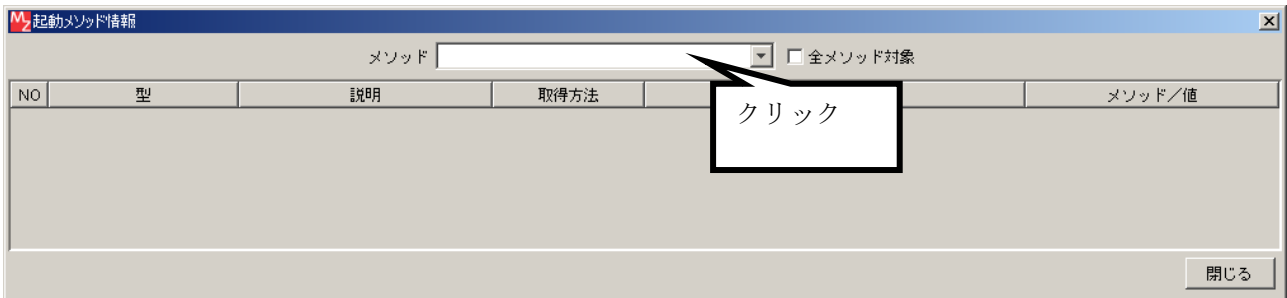 MZ 起動メソッド情報
メソッド 全メソッド対象
NO 型 説明 取得方法 メソッド／値
クリック
閉じる